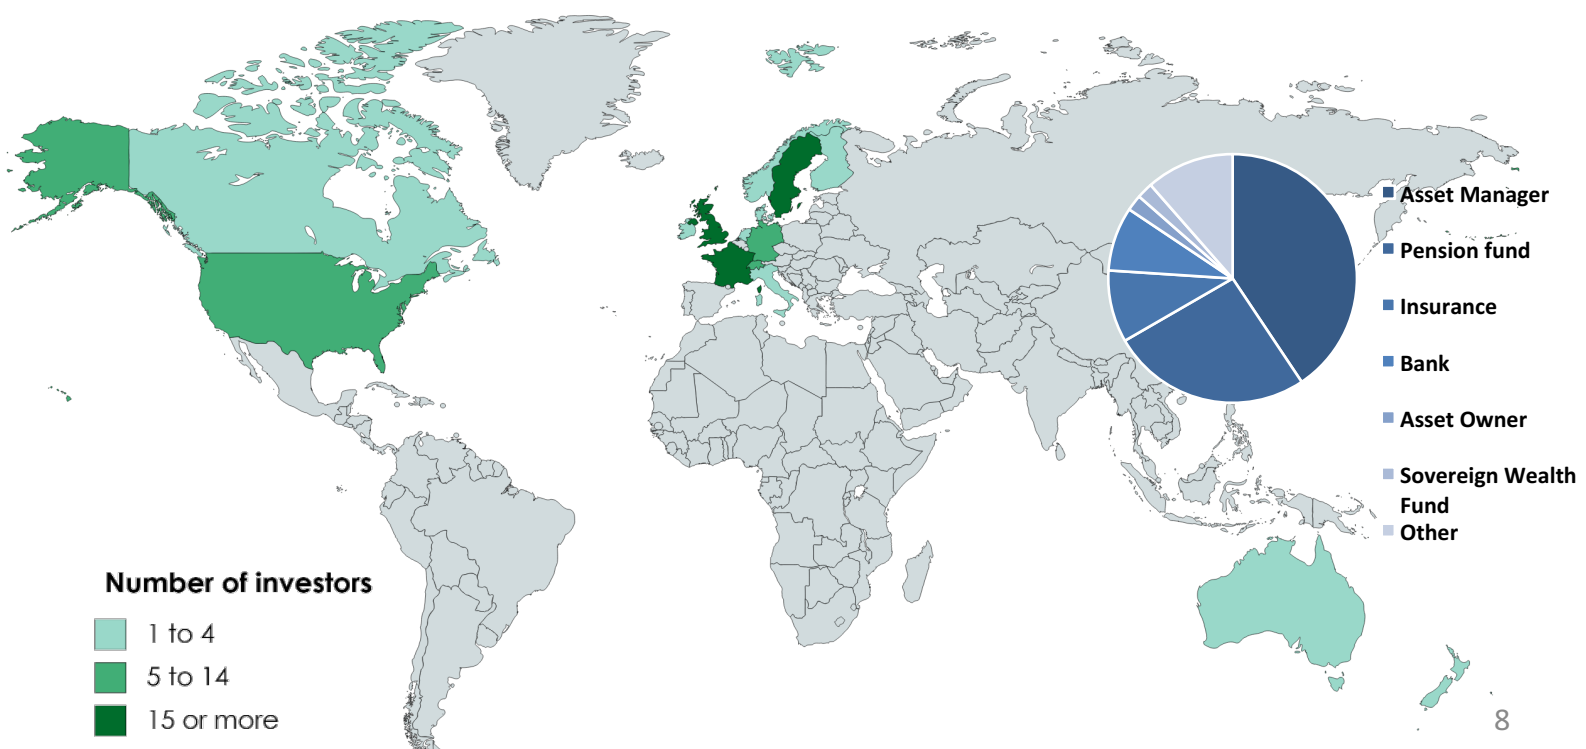 Asset Manager
Pension fund
Insurance
Bank
Asset Owner
Sovereign Wealth
Fund
Other
Number of investors
1 to 4
5 to 14
15 or more
8